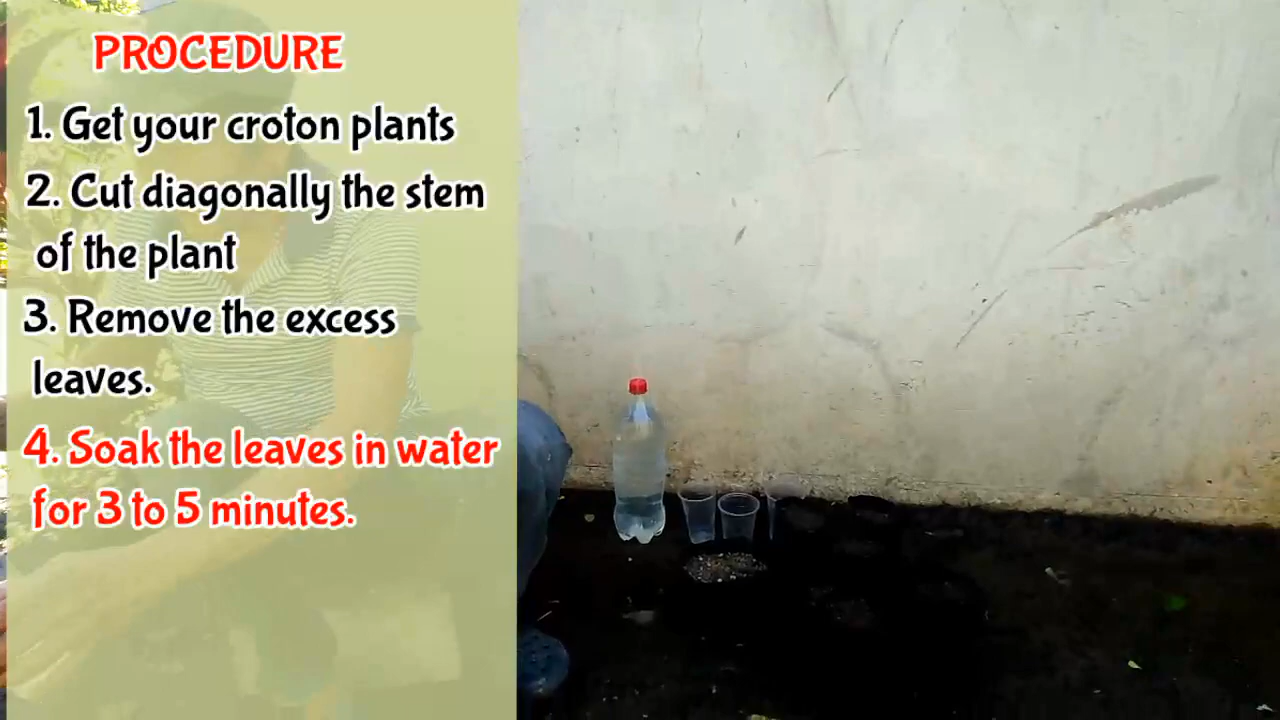 PROCEDURE
1. Get your croton plants
2. Cut diagonally the stem
of the plant
3. Remove the excess
leaves.
4. Soak the leaves in water
for 3 to 5 minutes.